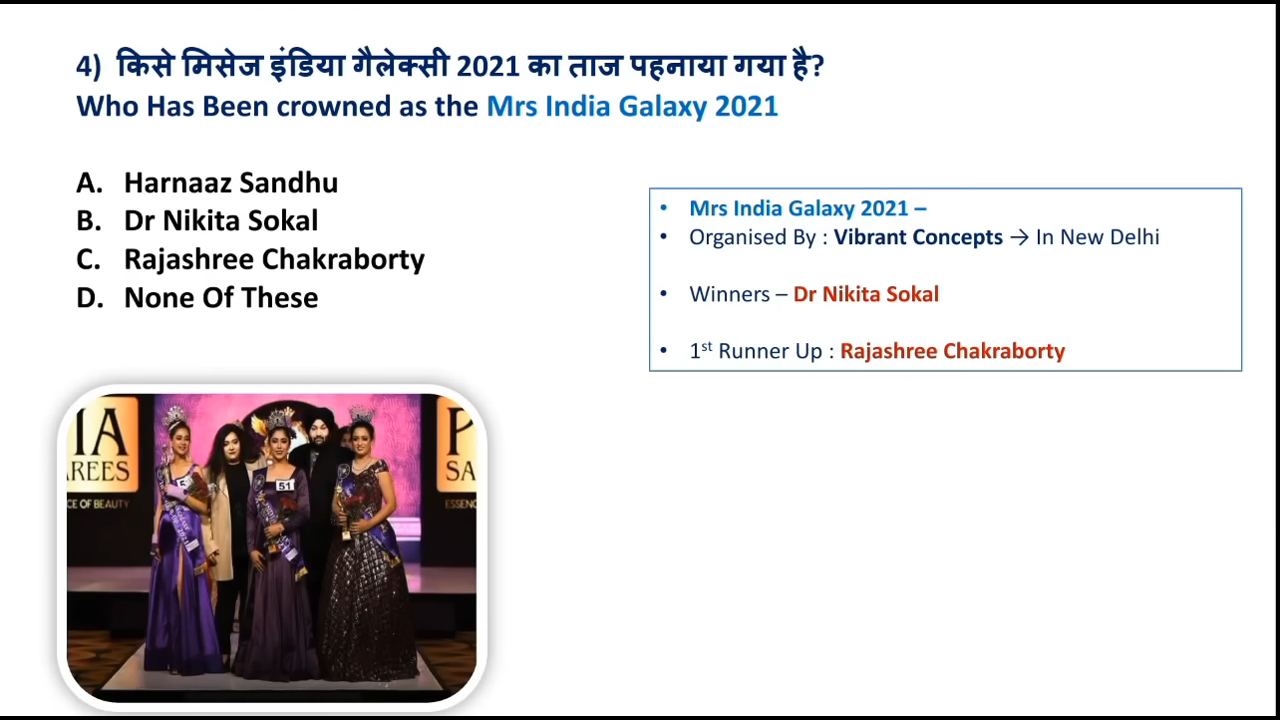 4) किसे मिसेज इंडिया गैलेक्सी 2021 का ताज पहनाया गया है?
Who Has Been crowned as the Mrs India Galaxy 2021
A. Harnaaz Sandhu
B. Dr Nikita Sokal
C. Rajashree Chakraborty
D. None Of These
• Mrs India Galaxy 2021 –
• Organised By : Vibrant Concepts → In New Delhi
• Winners – Dr Nikita Sokal
• 1st Runner Up : Rajashree Chakraborty
IA
REES
CE OF BEAUTY
51
P
SA
ESSENC